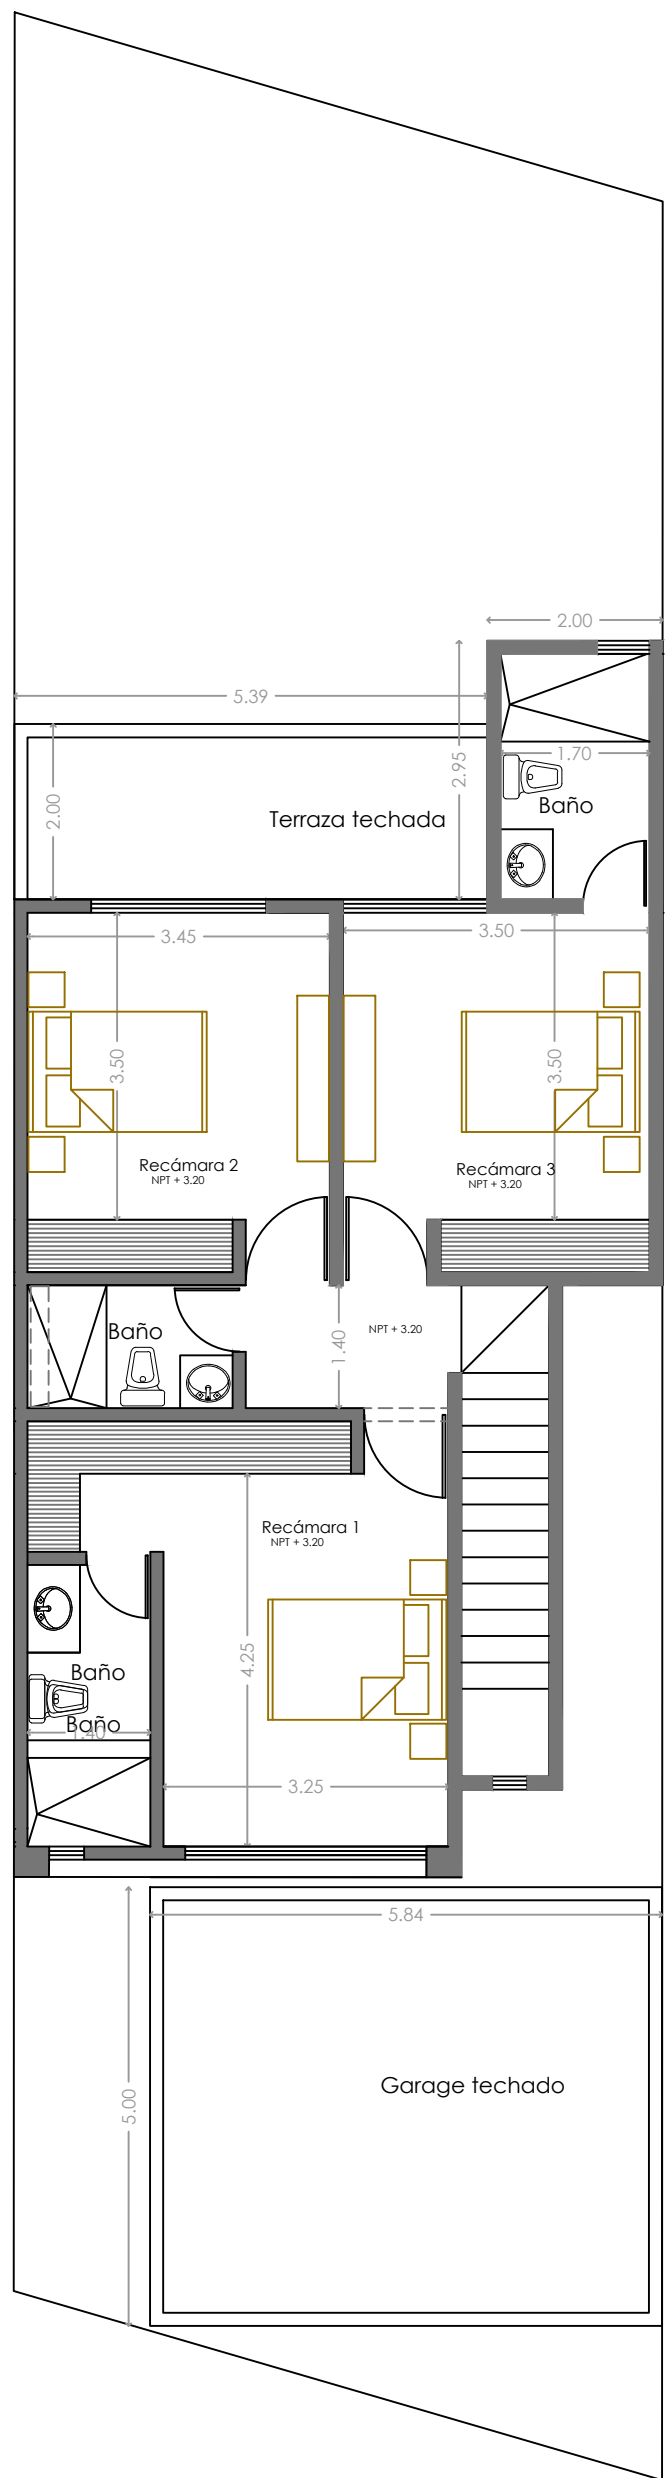 2.00
5.39
2.95
1.70
2.00
Baño
Terraza techada
3.45
3.50
3.50
3.50
Recámara 2
NPT + 3.20
Recámara 3
NPT + 3.20
Baño
1.40
NPT + 3.20
Recámara 1
NPT + 3.20
4.25
Baño
Baño
1.40
3.25
5.84
5.00
Garage techado